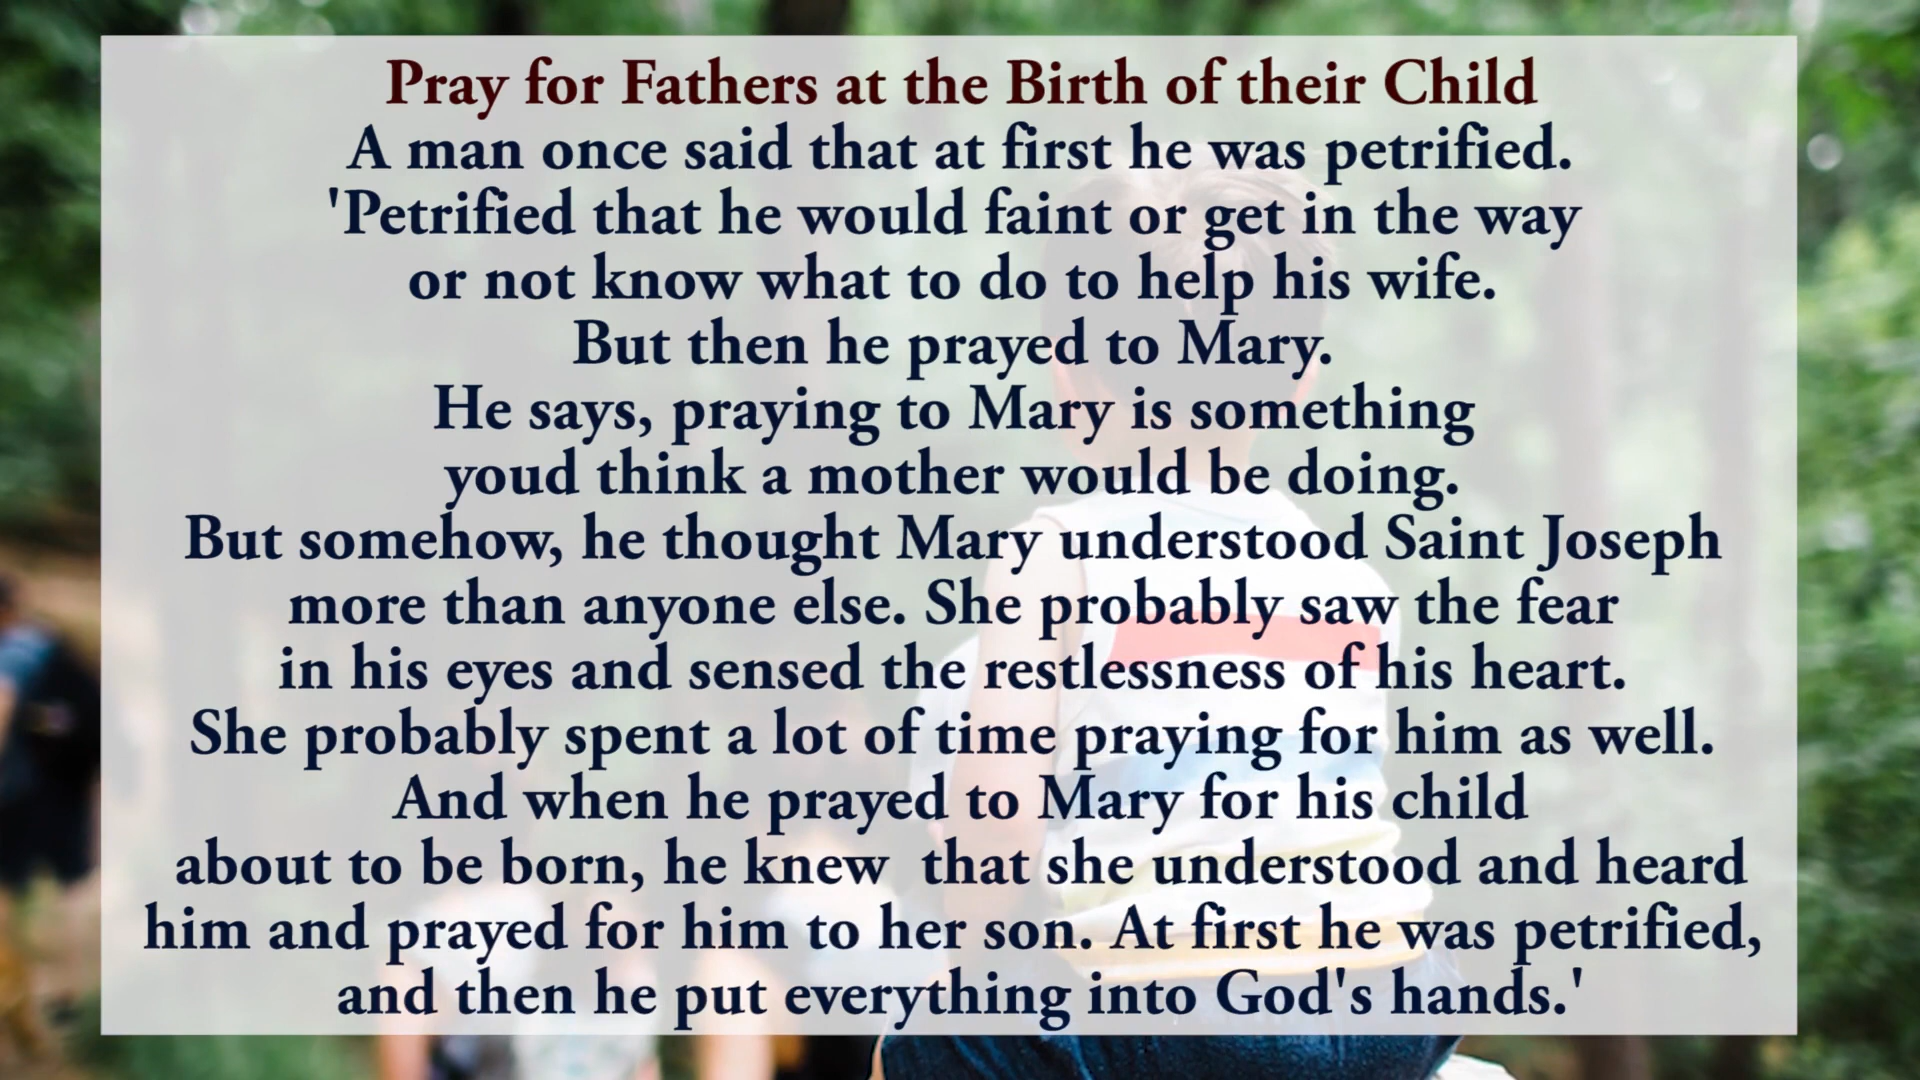 Pray for Fathers at the Birth of their Child
A man once said that at first he was petrified.
'Petrified that he would faint or get in the way
or not know what to do to help his wife.
But then he prayed to Mary.
He says, praying to Mary is something
youd think a mother would be doing.
But somehow, he thought Mary understood Saint Joseph
more than anyone else. She probably saw the fear
in his eyes and sensed the restlessness of his heart.
She probably spent a lot of time praying for him as well.
And when he prayed to Mary for his child
about to be born, he knew  that she understood and heard
him and prayed for him to her son. At first he was petrified,
and then he put everything into God's hands.'